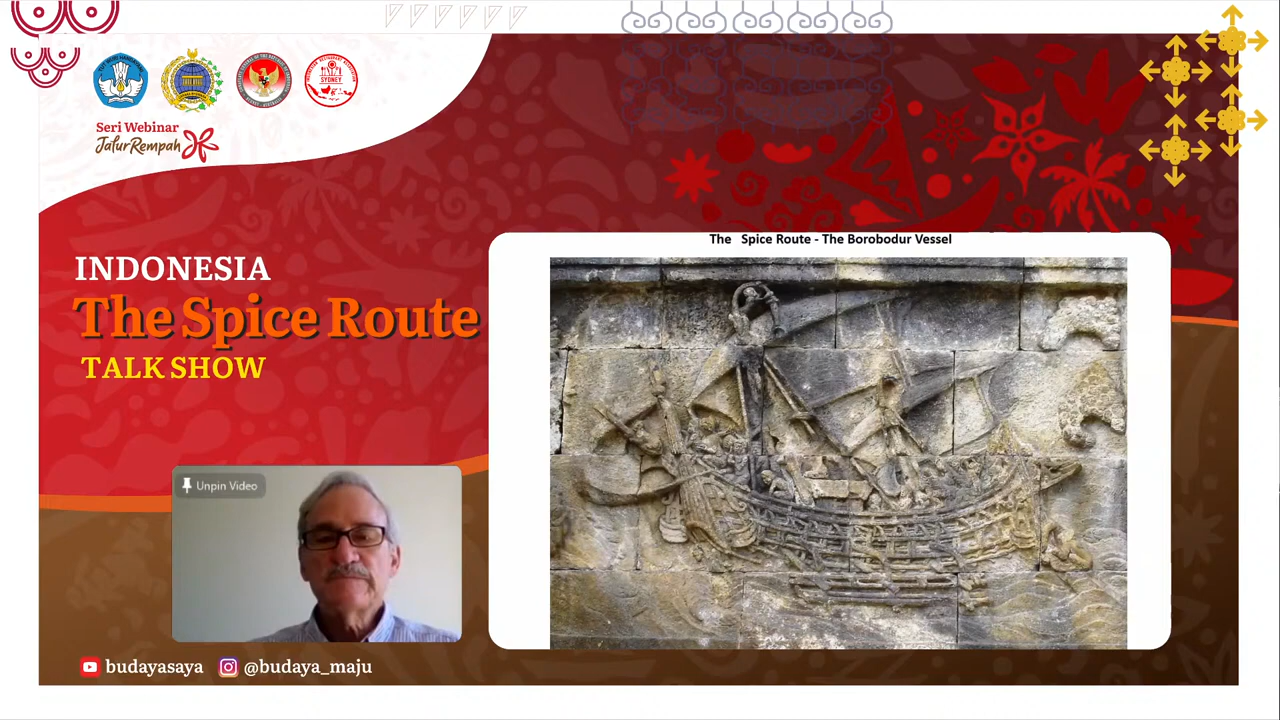 Seri Webinar
Jalur Rempah
INDONESIA
The Spice Route
TALK SHOW
The Spice Route - The Borobodur Vessel
Unpin Video
SYDNEY
budayasaya
@budaya_maju